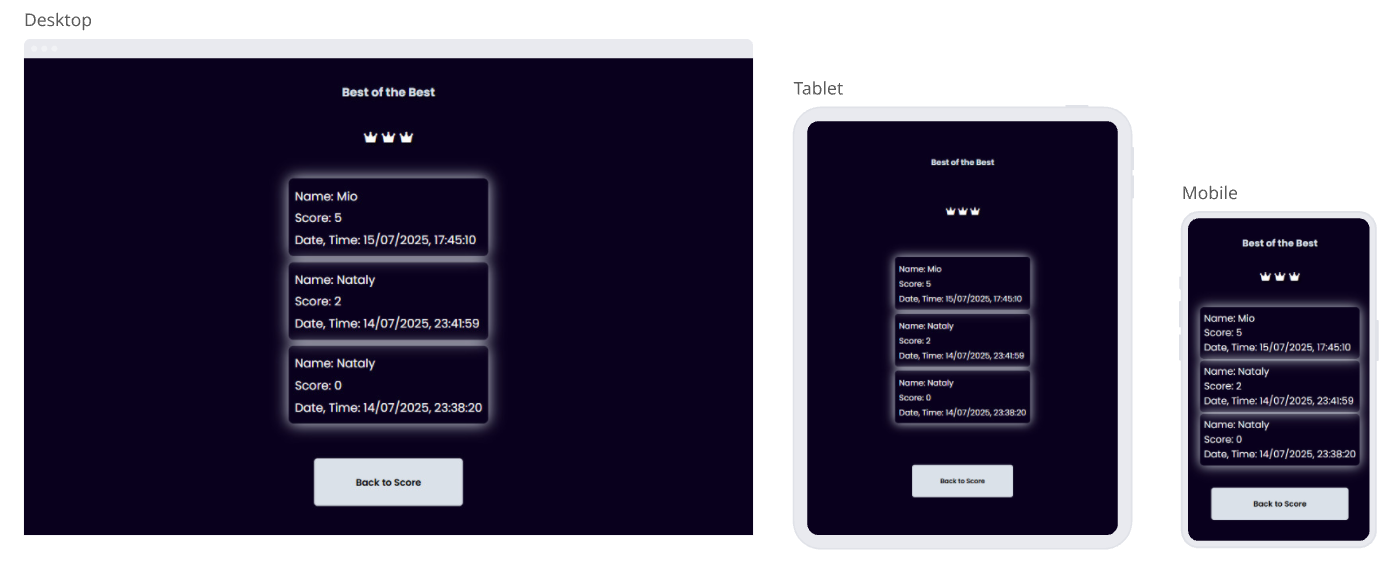 Desktop
Best of the Best
Name: Mio
Score: 5
Date, Time: 15/07/2025, 17:45:10
Name: Nataly
Score: 2
Date, Time: 14/07/2025, 23:41:59
Name: Nataly
Score: 0
Date, Time: 14/07/2025, 23:38:20
Back to Score
Tablet
Best of the Best
Name: Mio
Score: 5
Date, Time: 15/07/2025, 17:45:10
Name: Nataly
Score: 2
Date, Time: 14/07/2025, 23:41:59
Name: Nataly
Score: 0
Date, Time: 14/07/2025, 23:38:20
Back to Score
Mobile
Best of the Best
Name: Mio
Score: 5
Date, Time: 15/07/2025, 17:45:10
Name: Nataly
Score: 2
Date, Time: 14/07/2025, 23:41:59
Name: Nataly
Score: 0
Date, Time: 14/07/2025, 23:38:20
Back to Score